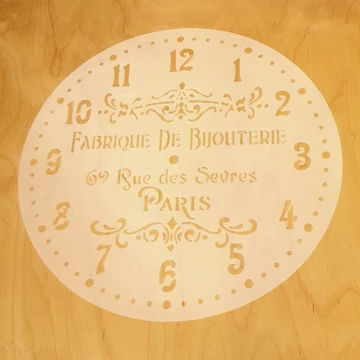 12
11 1
10 2
FABRIQUE DE BIJOUTERIE
9 3
69 Rue des Sevres
PARIS
8 4
7 5
6